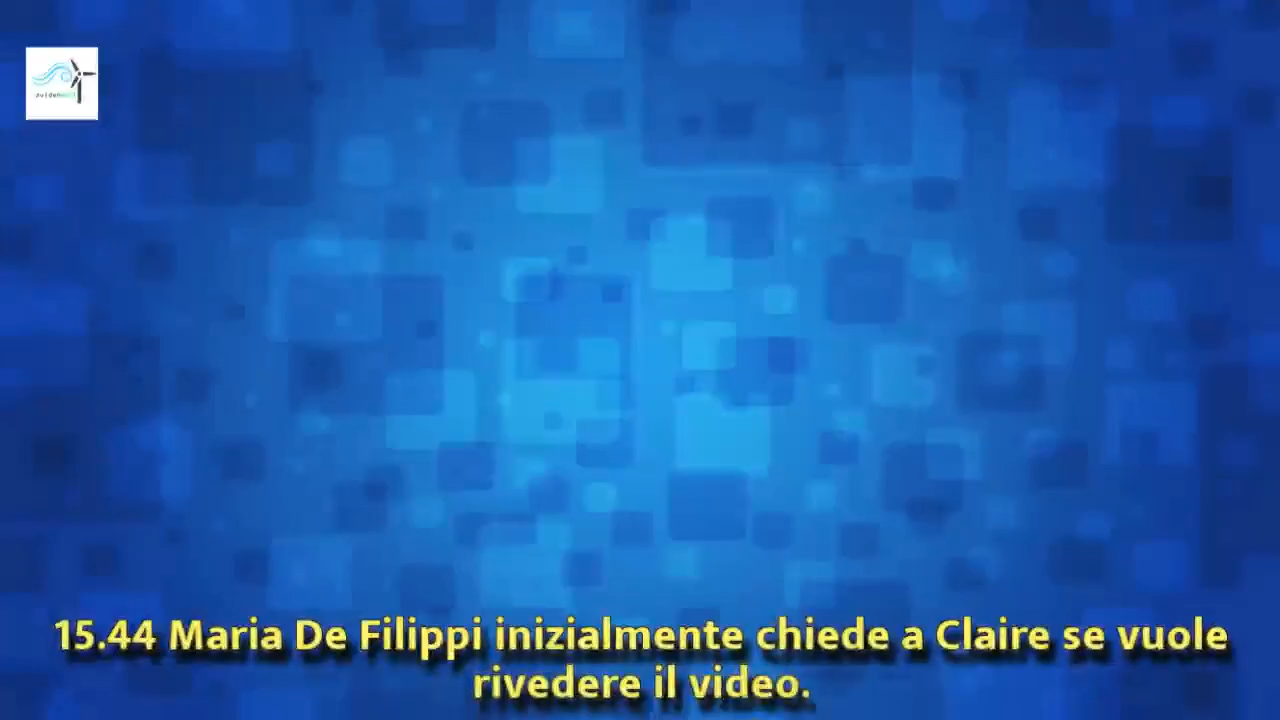 15.44 Maria De Filippi inizialmente chiede a Claire se vuole
rivedere il video.